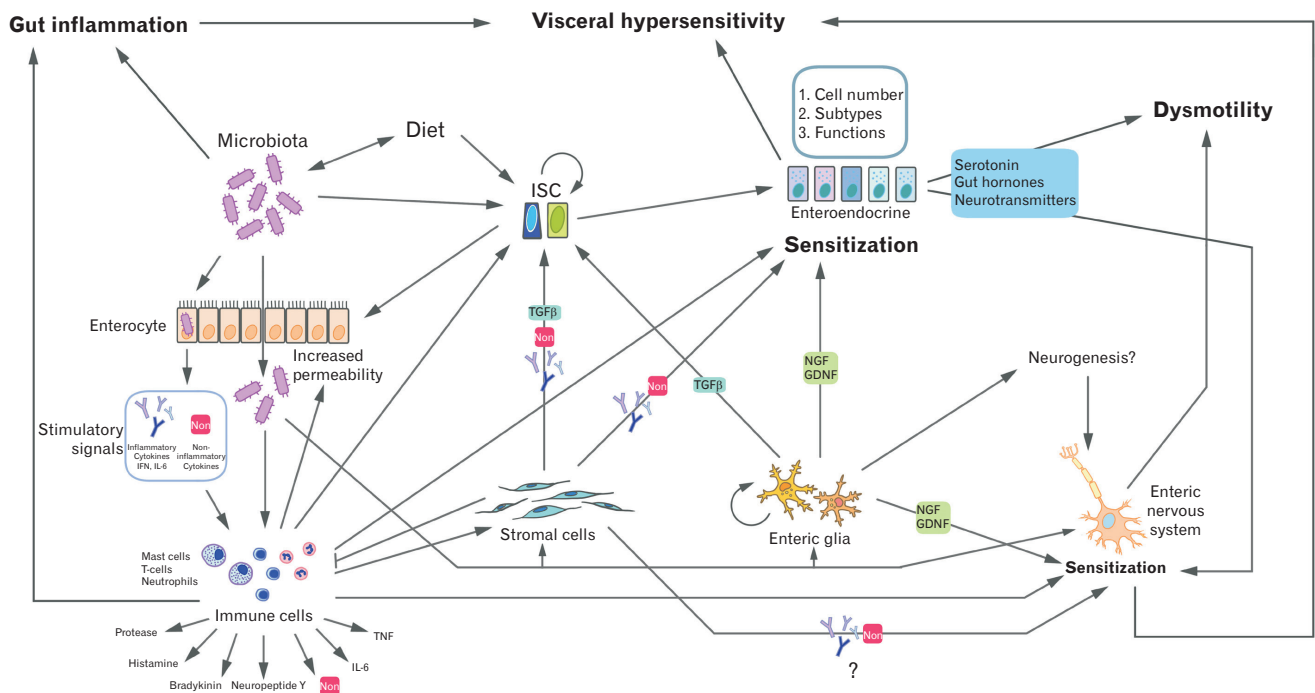 Gut inflammation
Visceral hypersensitivity
1. Cell number
2. Subtypes
3. Functions
Dysmotility
Microbiota
Diet
ISC
Serotonin
Gut hornones
Neurotransmitters
Enteroendocrine
Sensitization
Enterocyte
TGFβ
Non
Increased
permeability
NGF
GDNF
Neurogenesis?
TGFβ
Non
Stimulatory
signals
Non
Inflammatory
Cytokines
IFN, IL-6
Non-
inflammatory
Cytokines
NGF
GDNF
Enteric
nervous
system
Stromal cells
Enteric glia
Mast cells
T-cells
Neutrophils
Sensitization
Immune cells
Protease
TNF
Non
?
Histamine
IL-6
Bradykinin
Neuropeptide Y
Non